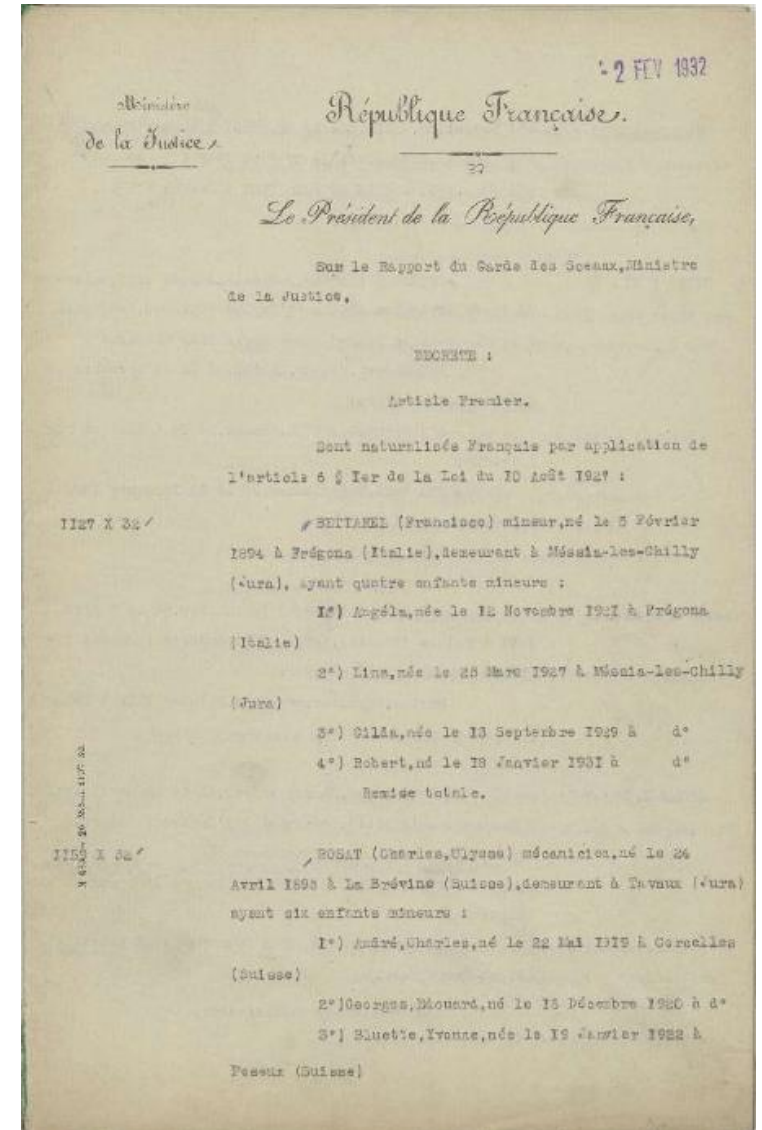 - 2 FEV 1932
Ministère
de la Justice.
République Française.
Le Président de la République Française,
Sur le Rapport du Garde des Sceaux,Ministre
de la Justice,
DECRETE :
Article Premier.
Sont naturalisés Français par application de
l'article 6 § Ier de la Loi du IO Août 1927 :
II27 X 32
BETTAMEL (Francisco) mineur,né le 5 Février
1894 à Frégona (Italie),demeurant à Méssia-les-Chilly
(Jura), ayant quatre enfants mineurs :
I°) Angéla,née le I2 Novembre I92I à Frégona
(Italie)
2°) Lina,née le 25 Mars I927 à Méssia-les-Chilly
(Jura)
3°) Gilda,née le I3 Septembre I929 à d°
4°) Robert,né le I8 Janvier I93I à d°
Remise totale.
II59 X 32
ROSAT (Charles,Ulysse) mécanicien,né le 24
Avril I895 à La Brévine (Suisse),demeurant à Tavaux (Jura)
ayant six enfants mineurs :
I°) André,Charles,né le 22 Mai I9I9 à Corcelles
(Suisse)
2°)Georges,Edouard,né le I5 Décembre I920 à d°
3°) Bluette,Yvonne,née le I9 Janvier I922 à
Peseux (Suisse)